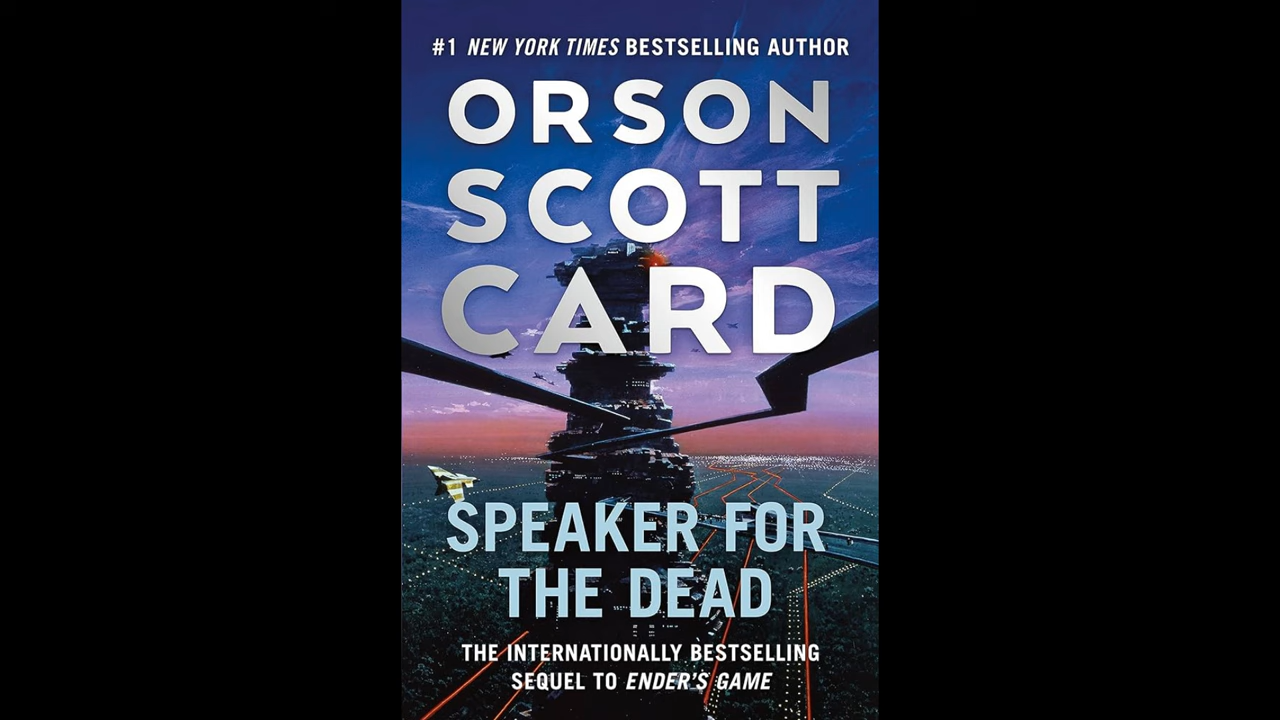 #1 NEW YORK TIMES BESTSELLING AUTHOR
ORSON
SCOTT
CARD
SPEAKER FOR
THE DEAD
THE INTERNATIONALLY BESTSELLING
SEQUEL TO ENDER'S GAME